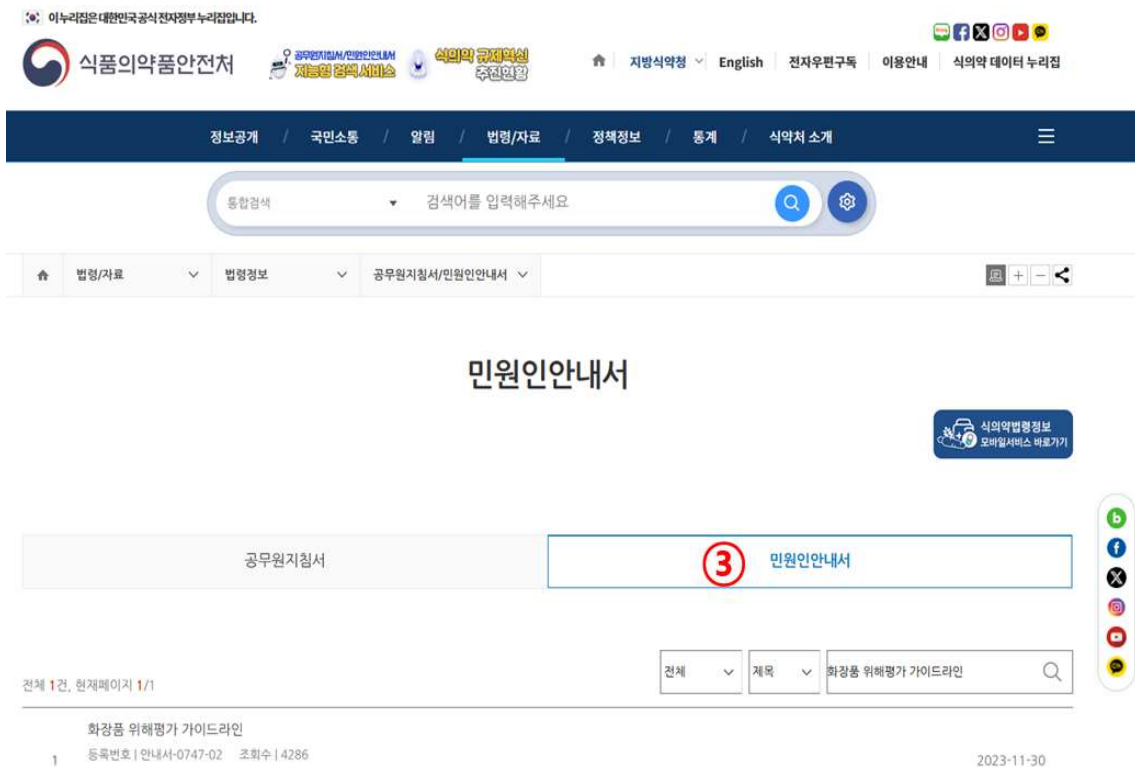 이 누리집은 대한민국 공식 전자정부 누리집입니다.
식품의약품안전처
공무원지침서/민원인안내서
지능형 검색 서비스
식의약 규제혁신
추진현황
지방식약청
English
전자우편구독
이용안내
식의약 데이터 누리집
정보공개 / 국민소통 / 알림 / 법령/자료 / 정책정보 / 통계 / 식약처 소개
통합검색
검색어를 입력해주세요
법령/자료
법령정보
공무원지침서/민원인안내서
민원인안내서
식의약법령정보
모바일서비스 바로가기
공무원지침서
③ 민원인안내서
전체 1건, 현재페이지 1/1
전체
제목
화장품 위해평가 가이드라인
화장품 위해평가 가이드라인
1
등록번호 | 안내서-0747-02 조회수 | 4286
2023-11-30